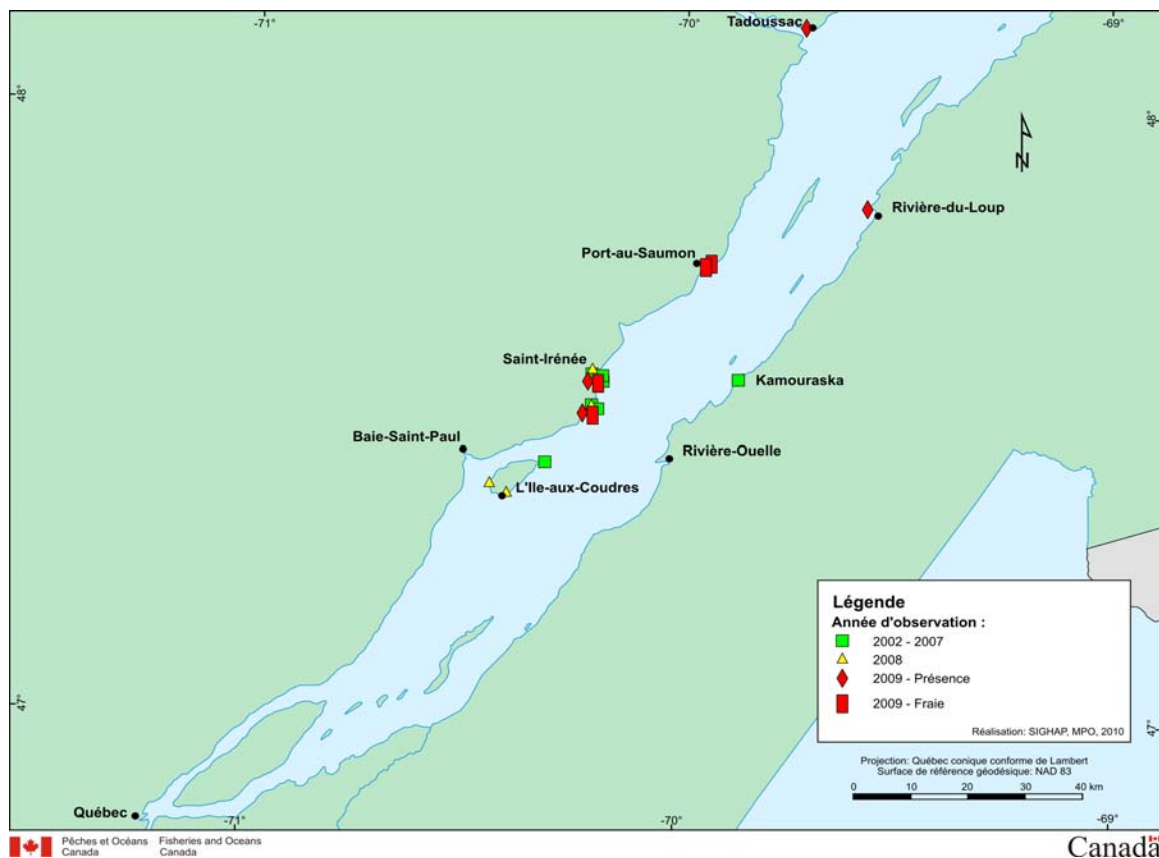 -71°
-70°
-69°
Tadoussac
48°
48°
N
Rivière-du-Loup
Port-au-Saumon
Saint-Irénée
Kamouraska
Baie-Saint-Paul
Rivière-Ouelle
L'Ile-aux-Coudres
Légende
Année d'observation :
2002 - 2007
2008
2009 - Présence
2009 - Fraie
Réalisation: SIGHAP, MPO, 2010
47°
47°
Projection: Québec conique conforme de Lambert
Surface de référence géodésique: NAD 83
0 10 20 30 40 km
Québec
-71°
-70°
-69°
Pêches et Océans Fisheries and Oceans
Canada Canada
Canada